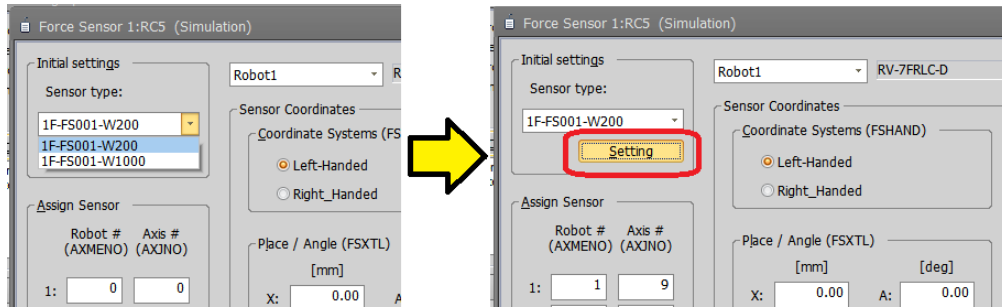 Force Sensor 1:RC5 (Simulation)
Initial settings
Robot1
Sensor type:
1F-FS001-W200
1F-FS001-W200
1F-FS001-W1000
Sensor Coordinates
Coordinate Systems (FS
Left-Handed
Right_Handed
Assign Sensor
Robot # Axis #
(AXMENO) (AXJNO)
1: 0 0
Place / Angle (FSXTL)
[mm]
X: 0.00
Force Sensor 1:RC5 (Simulation)
Initial settings
Robot1 RV-7FRLC-D
Sensor type:
1F-FS001-W200
Setting
Sensor Coordinates
Coordinate Systems (FSHAND)
Left-Handed
Right_Handed
Assign Sensor
Robot # Axis #
(AXMENO) (AXJNO)
1: 1 9
Place / Angle (FSXTL)
[mm] [deg]
X: 0.00 A: 0.00